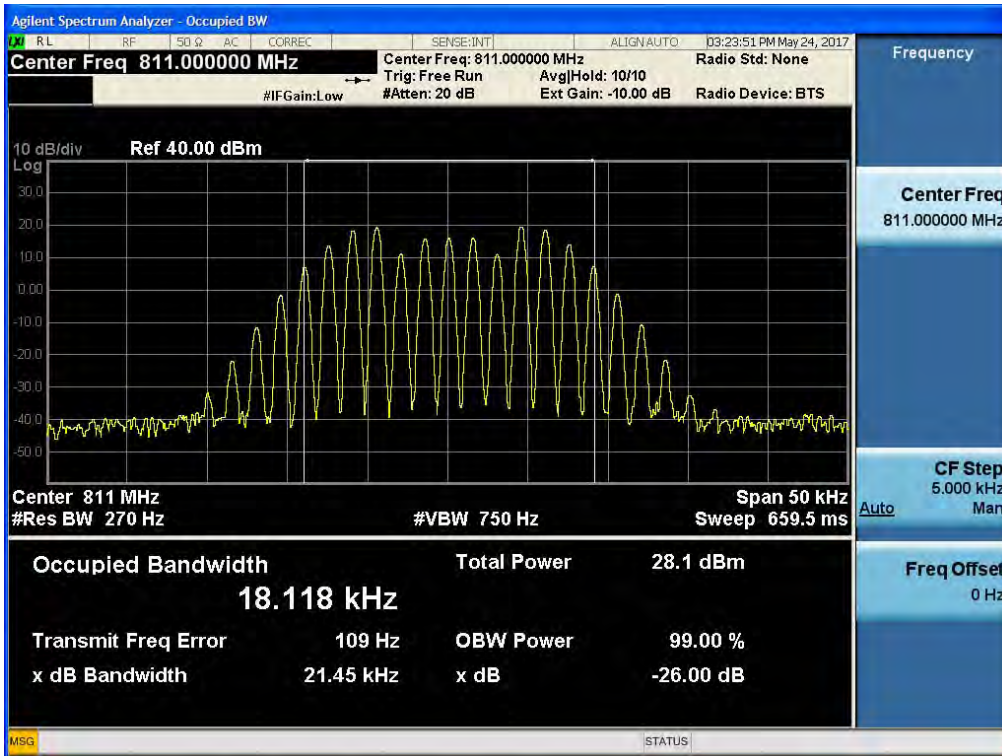 Agilent Spectrum Analyzer - Occupied BW
LXI RL RF 50 Ω AC CORREC SENSE:INT ALIGN AUTO 03:23:51 PM May 24, 2017
Center Freq 811.000000 MHz
Center Freq: 811.000000 MHz
Radio Std: None
Trig: Free Run Avg|Hold: 10/10
#IFGain:Low
#Atten: 20 dB Ext Gain: -10.00 dB
Radio Device: BTS
10 dB/div Ref 40.00 dBm
Log
30.0
20.0
10.0
0.00
-10.0
-20.0
-30.0
-40.0
-50.0
Center 811 MHz Span 50 kHz
#Res BW 270 Hz #VBW 750 Hz Sweep 659.5 ms
Occupied Bandwidth Total Power 28.1 dBm
18.118 kHz
Transmit Freq Error 109 Hz OBW Power 99.00 %
x dB Bandwidth 21.45 kHz x dB -26.00 dB
MSG STATUS
Frequency
Center Freq
811.000000 MHz
CF Step
5.000 kHz
Auto Man
Freq Offset
0 Hz